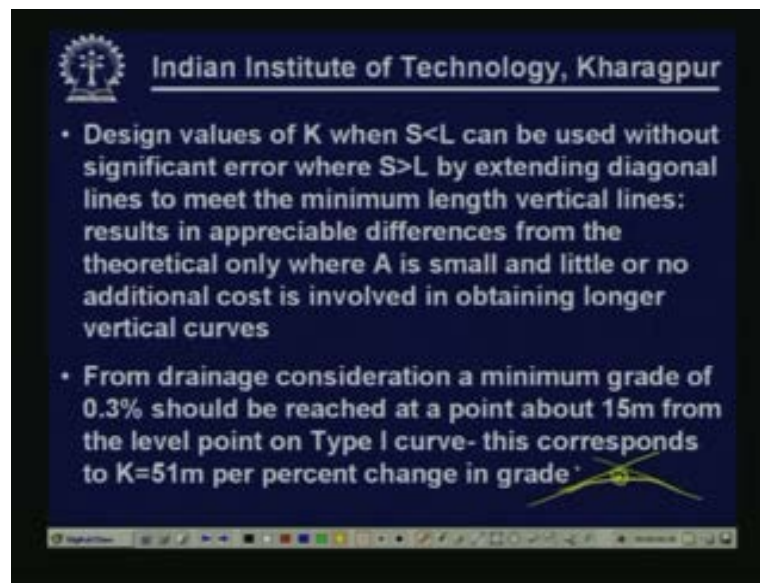 Indian Institute of Technology, Kharagpur
• Design values of K when S<L can be used without
significant error where S>L by extending diagonal
lines to meet the minimum length vertical lines:
results in appreciable differences from the
theoretical only where A is small and little or no
additional cost is involved in obtaining longer
vertical curves
• From drainage consideration a minimum grade of
0.3% should be reached at a point about 15m from
the level point on Type I curve- this corresponds
to K=51m per percent change in grade